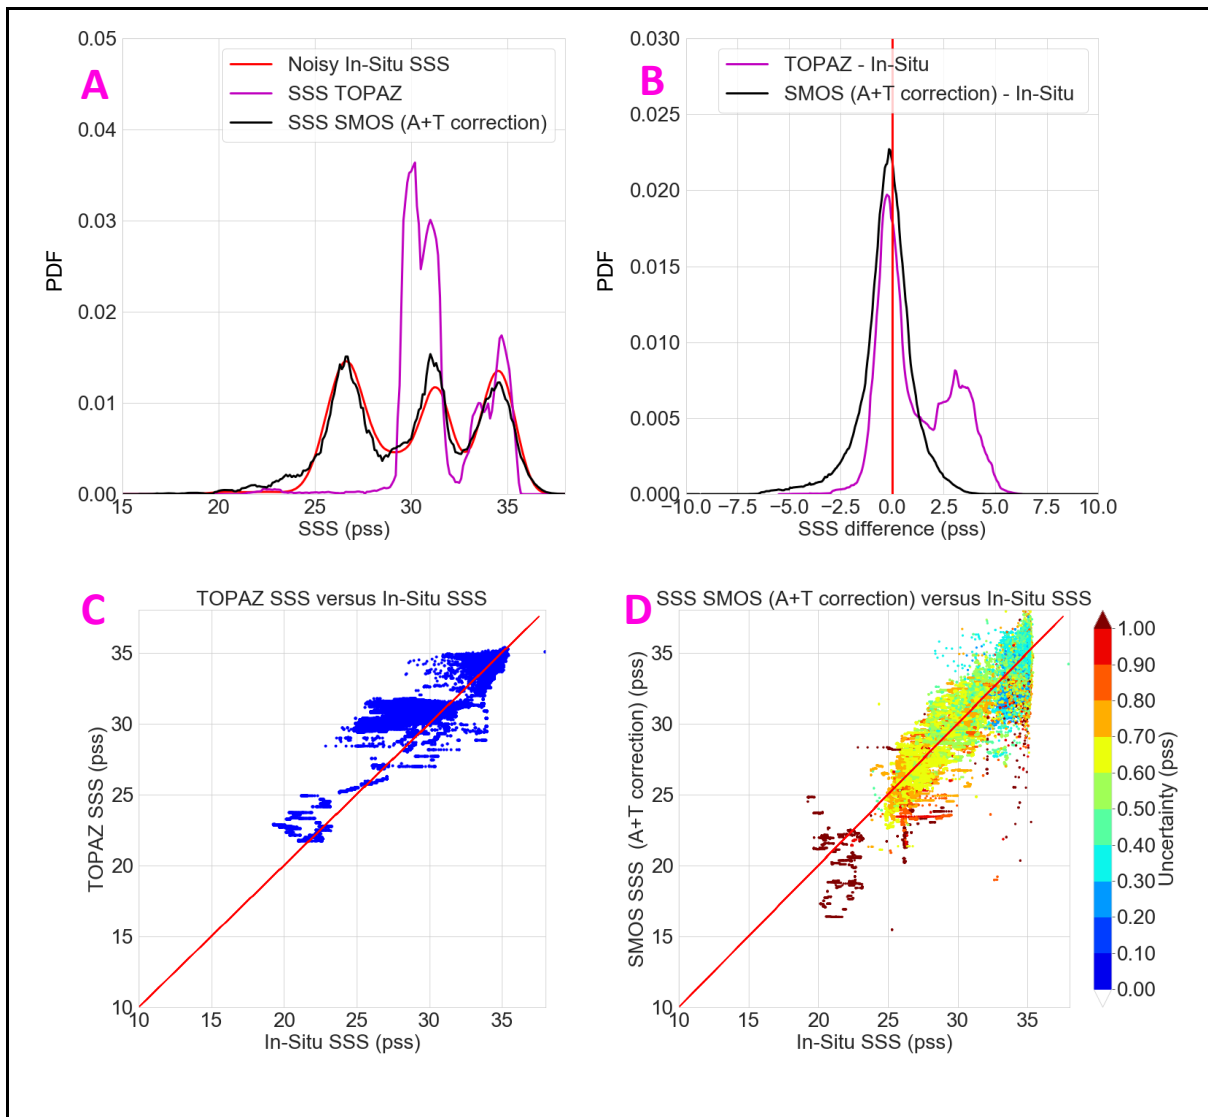 A
0.05
0.04
0.03
0.02
0.01
0.00
PDF
Noisy In-Situ SSS
SSS TOPAZ
SSS SMOS (A+T correction)
15 20 25 30 35
SSS (pss)
B
0.030
0.025
0.020
0.015
0.010
0.005
0.000
PDF
TOPAZ - In-Situ
SMOS (A+T correction) - In-Situ
−10.0 −7.5 −5.0 −2.5 0.0 2.5 5.0 7.5 10.0
SSS difference (pss)
C
TOPAZ SSS versus In-Situ SSS
35
30
25
20
15
10
TOPAZ SSS (pss)
10 15 20 25 30 35
In-Situ SSS (pss)
D
SSS SMOS (A+T correction) versus In-Situ SSS
35
30
25
20
15
10
SMOS SSS (A+T correction) (pss)
10 15 20 25 30 35
In-Situ SSS (pss)
1.00
0.90
0.80
0.70
0.60
0.50
0.40
0.30
0.20
0.10
0.00
Uncertainty (pss)